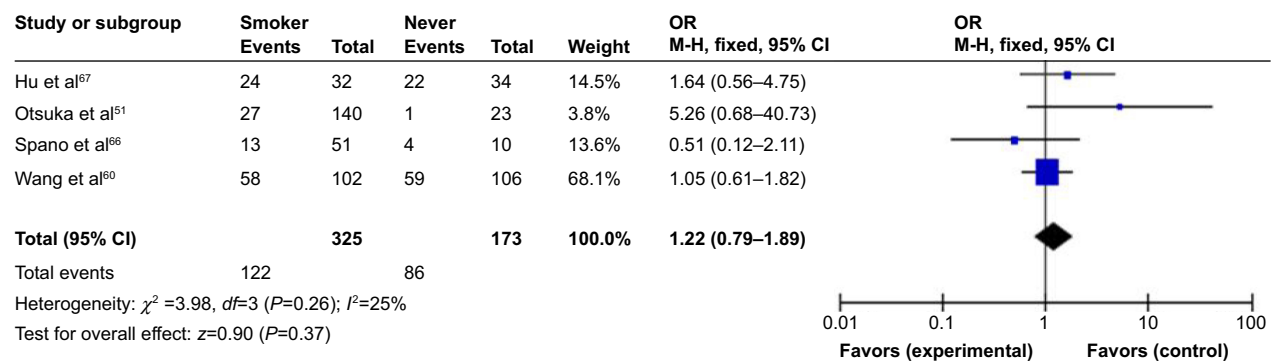 Study or subgroup Smoker Never OR OR
Events Total Events Total Weight M-H, fixed, 95% CI M-H, fixed, 95% CI
Hu et al⁶⁷ 24 32 22 34 14.5% 1.64 (0.56–4.75)
Otsuka et al⁵¹ 27 140 1 23 3.8% 5.26 (0.68–40.73)
Spano et al⁶⁶ 13 51 4 10 13.6% 0.51 (0.12–2.11)
Wang et al⁶⁰ 58 102 59 106 68.1% 1.05 (0.61–1.82)
Total (95% CI) 325 173 100.0% 1.22 (0.79–1.89)
Total events 122 86
Heterogeneity: χ² =3.98, df=3 (P=0.26); I²=25%
Test for overall effect: z=0.90 (P=0.37)
0.01 0.1 1 10 100
Favors (experimental) Favors (control)